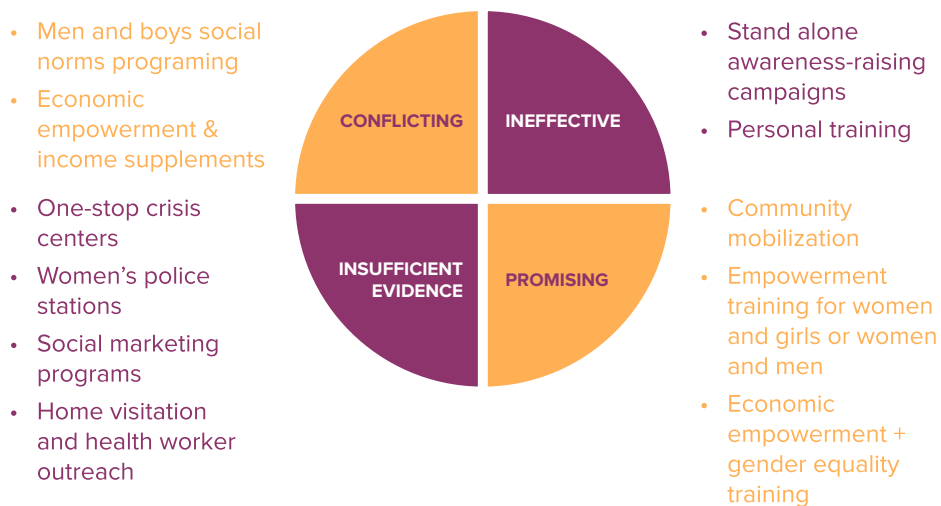 • Men and boys social
norms programing
• Economic
empowerment &
income supplements
• One-stop crisis
centers
• Women's police
stations
• Social marketing
programs
• Home visitation
and health worker
outreach
CONFLICTING
INEFFECTIVE
INSUFFICIENT
EVIDENCE
PROMISING
• Stand alone
awareness-raising
campaigns
• Personal training
• Community
mobilization
• Empowerment
training for women
and girls or women
and men
• Economic
empowerment +
gender equality
training